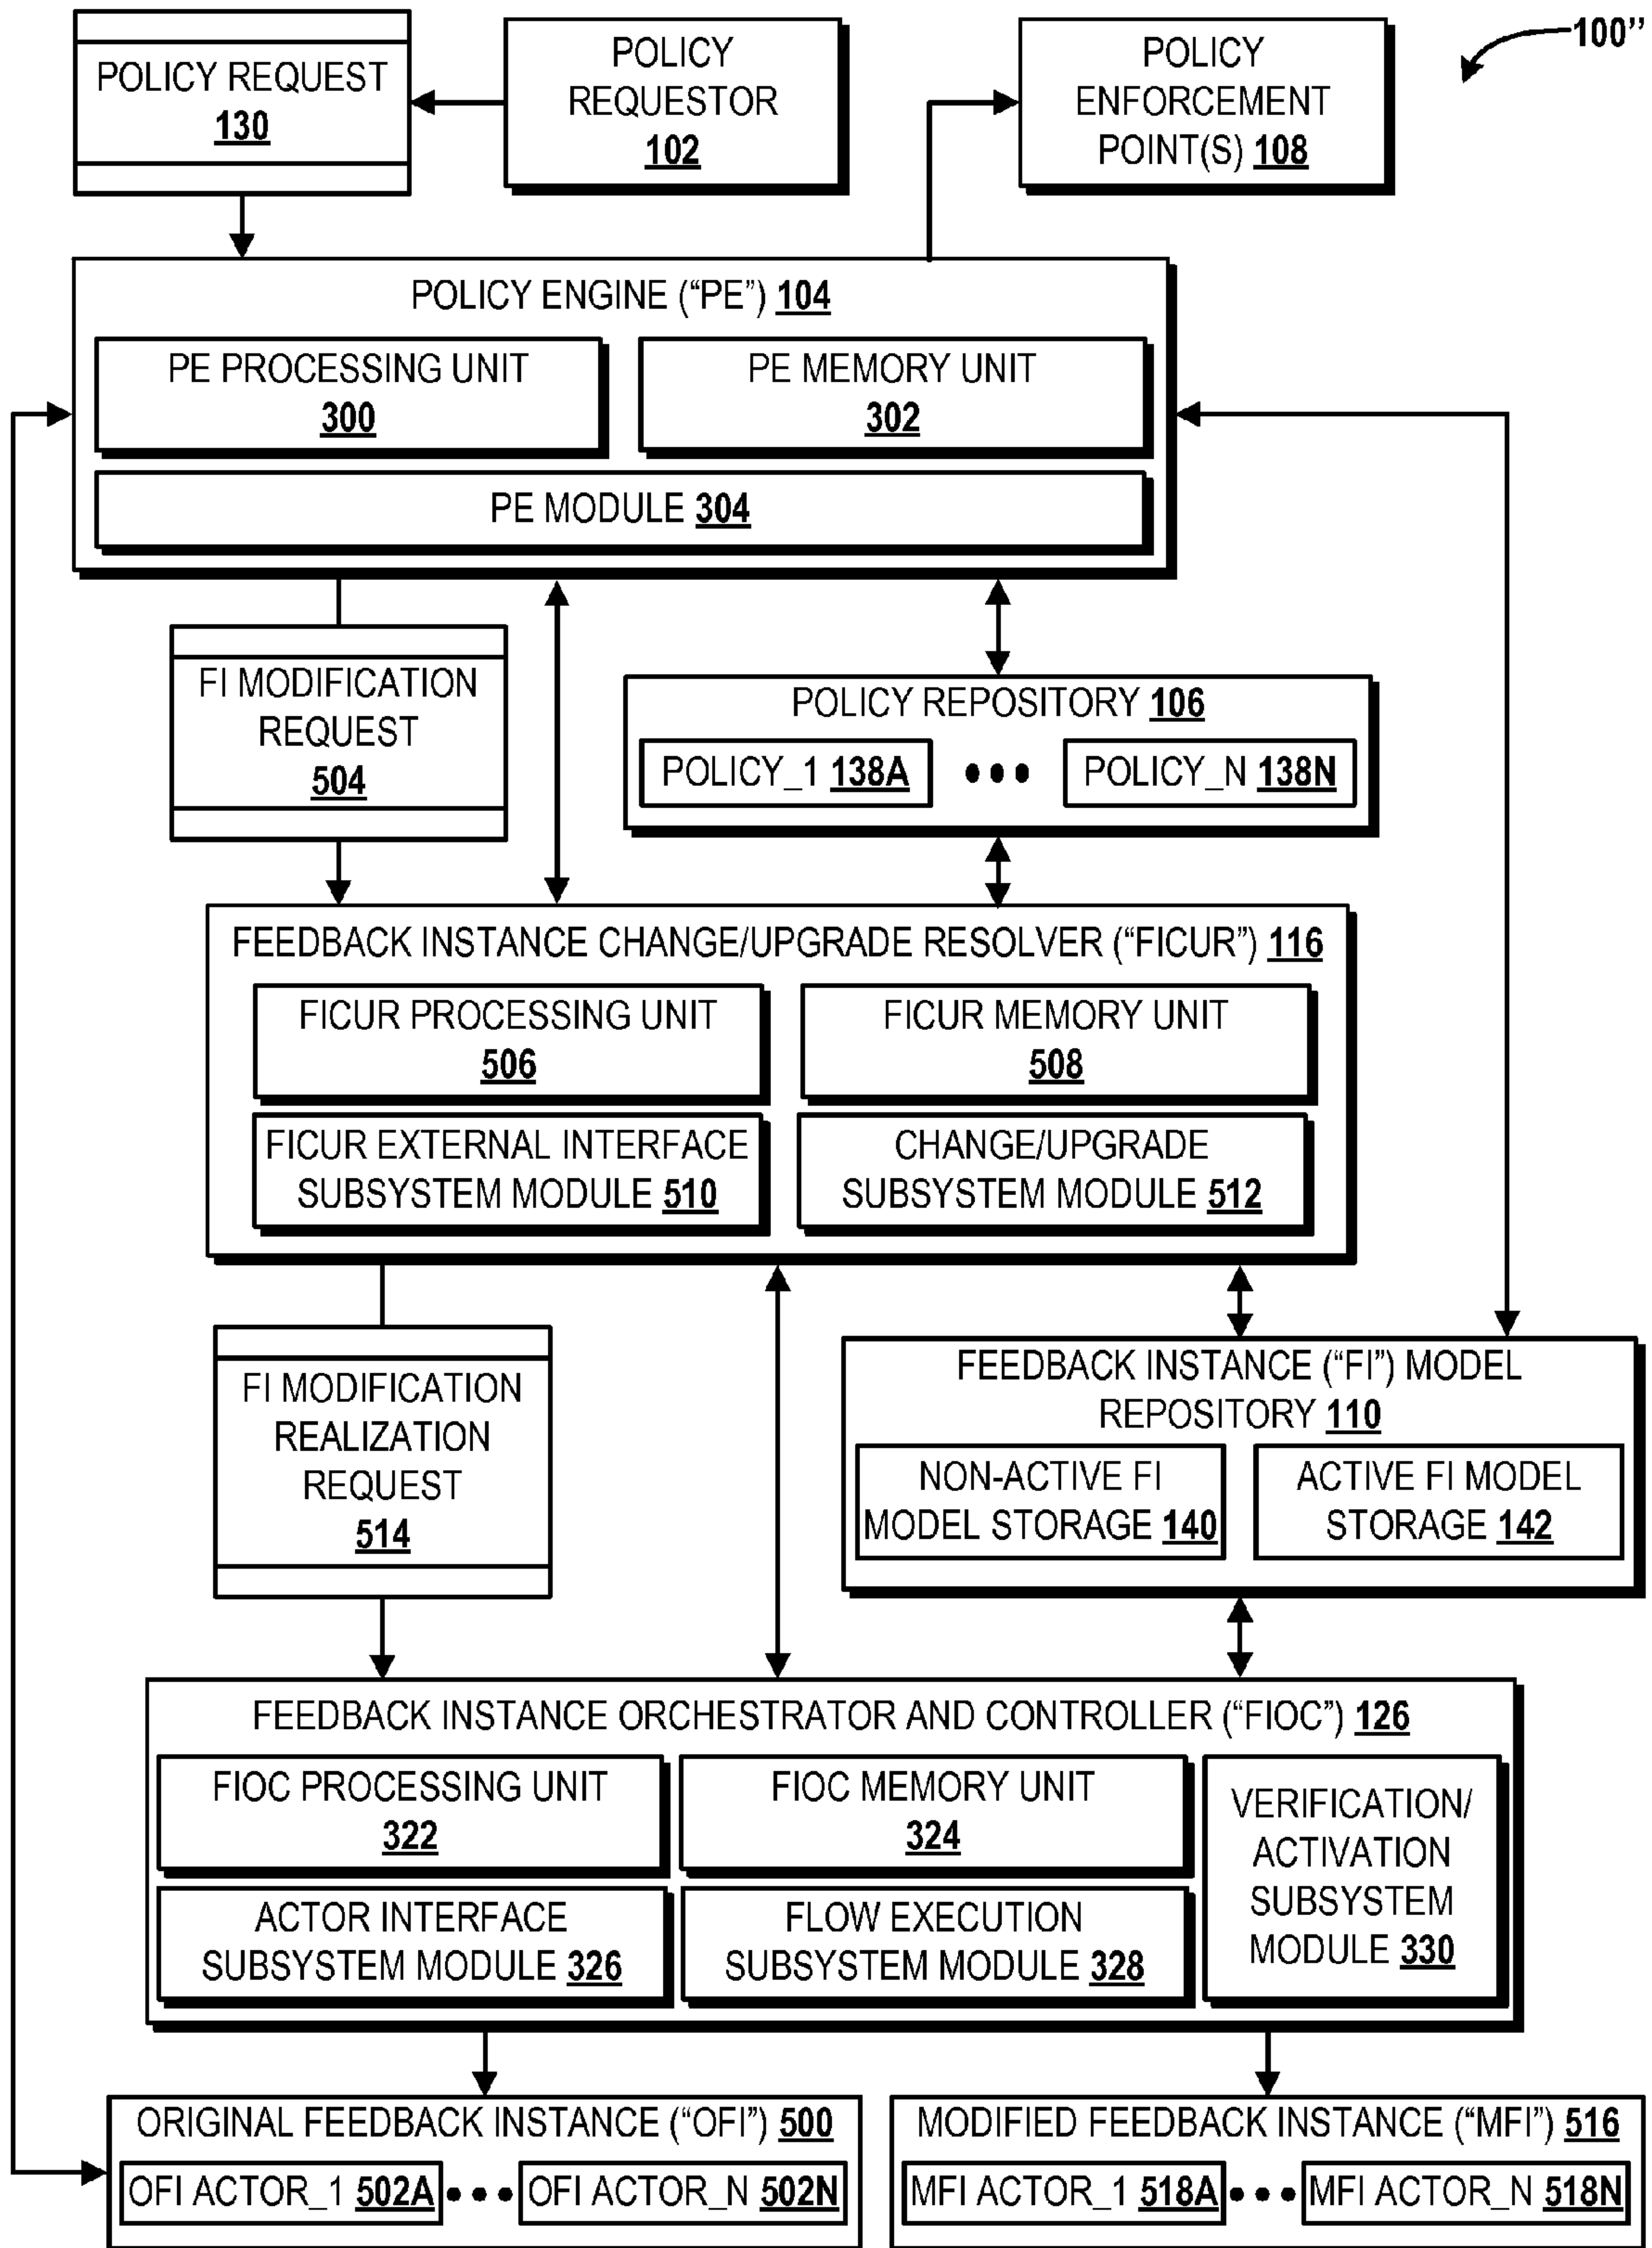 100"
POLICY REQUEST
130
POLICY
REQUESTOR
102
POLICY
ENFORCEMENT
POINT(S) 108
POLICY ENGINE (“PE”) 104
PE PROCESSING UNIT
300
PE MEMORY UNIT
302
PE MODULE 304
FI MODIFICATION
REQUEST
504
POLICY REPOSITORY 106
POLICY_1 138A
•••
POLICY_N 138N
FEEDBACK INSTANCE CHANGE/UPGRADE RESOLVER (“FICUR”) 116
FICUR PROCESSING UNIT
506
FICUR MEMORY UNIT
508
FICUR EXTERNAL INTERFACE
SUBSYSTEM MODULE 510
CHANGE/UPGRADE
SUBSYSTEM MODULE 512
FI MODIFICATION
REALIZATION
REQUEST
514
FEEDBACK INSTANCE (“FI”) MODEL
REPOSITORY 110
NON-ACTIVE FI
MODEL STORAGE 140
ACTIVE FI MODEL
STORAGE 142
FEEDBACK INSTANCE ORCHESTRATOR AND CONTROLLER (“FIOC”) 126
FIOC PROCESSING UNIT
322
FIOC MEMORY UNIT
324
VERIFICATION/
ACTIVATION
SUBSYSTEM
MODULE 330
ACTOR INTERFACE
SUBSYSTEM MODULE 326
FLOW EXECUTION
SUBSYSTEM MODULE 328
ORIGINAL FEEDBACK INSTANCE (“OFI”) 500
OFI ACTOR_1 502A ••• OFI ACTOR_N 502N
MODIFIED FEEDBACK INSTANCE (“MFI”) 516
MFI ACTOR_1 518A ••• MFI ACTOR_N 518N